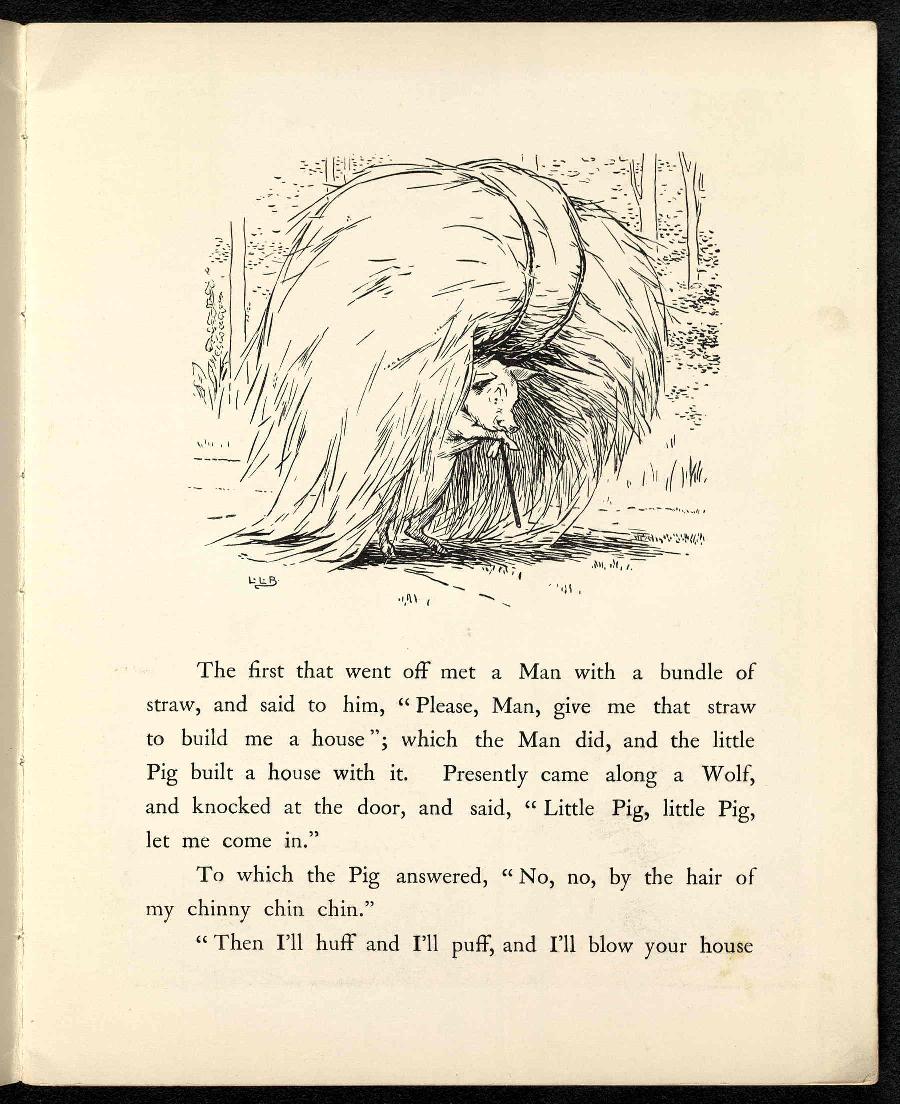 L.L.B.
The first that went off met a Man with a bundle of
straw, and said to him, “Please, Man, give me that straw
to build me a house”; which the Man did, and the little
Pig built a house with it. Presently came along a Wolf,
and knocked at the door, and said, “Little Pig, little Pig,
let me come in.”
To which the Pig answered, “No, no, by the hair of
my chinny chin chin.”
“Then I’ll huff and I’ll puff, and I’ll blow your house